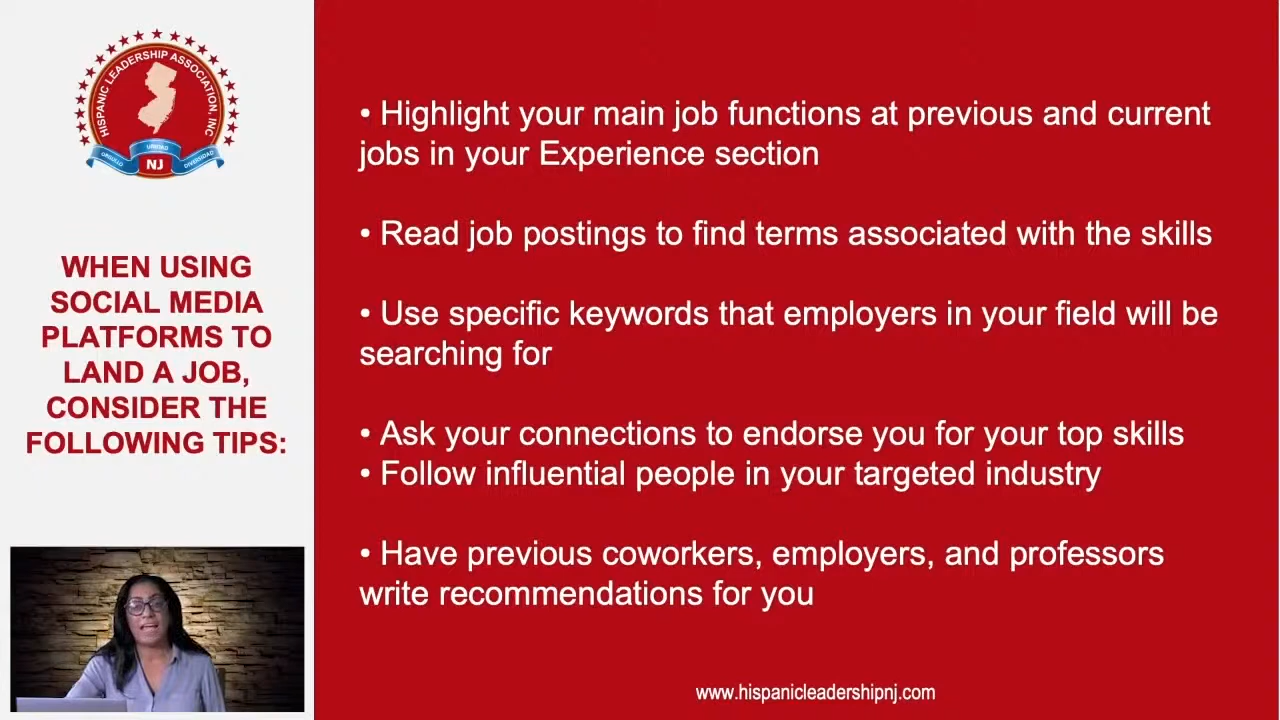 HISPANIC LEADERSHIP ASSOCIATION, INC
ORGULLO
UNIDAD
DIVERSIDAD
NJ
WHEN USING
SOCIAL MEDIA
PLATFORMS TO
LAND A JOB,
CONSIDER THE
FOLLOWING TIPS:
• Highlight your main job functions at previous and current
jobs in your Experience section
• Read job postings to find terms associated with the skills
• Use specific keywords that employers in your field will be
searching for
• Ask your connections to endorse you for your top skills
• Follow influential people in your targeted industry
• Have previous coworkers, employers, and professors
write recommendations for you
www.hispanicleadershipnj.com